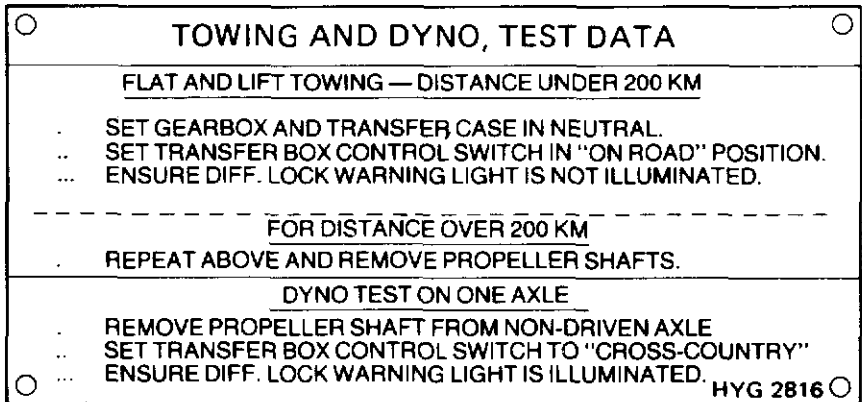 TOWING AND DYNO, TEST DATA
FLAT AND LIFT TOWING — DISTANCE UNDER 200 KM
. SET GEARBOX AND TRANSFER CASE IN NEUTRAL.
.. SET TRANSFER BOX CONTROL SWITCH IN "ON ROAD" POSITION.
... ENSURE DIFF. LOCK WARNING LIGHT IS NOT ILLUMINATED.
FOR DISTANCE OVER 200 KM
. REPEAT ABOVE AND REMOVE PROPELLER SHAFTS.
DYNO TEST ON ONE AXLE
. REMOVE PROPELLER SHAFT FROM NON-DRIVEN AXLE
.. SET TRANSFER BOX CONTROL SWITCH TO "CROSS-COUNTRY"
... ENSURE DIFF. LOCK WARNING LIGHT IS ILLUMINATED.
HYG 2816